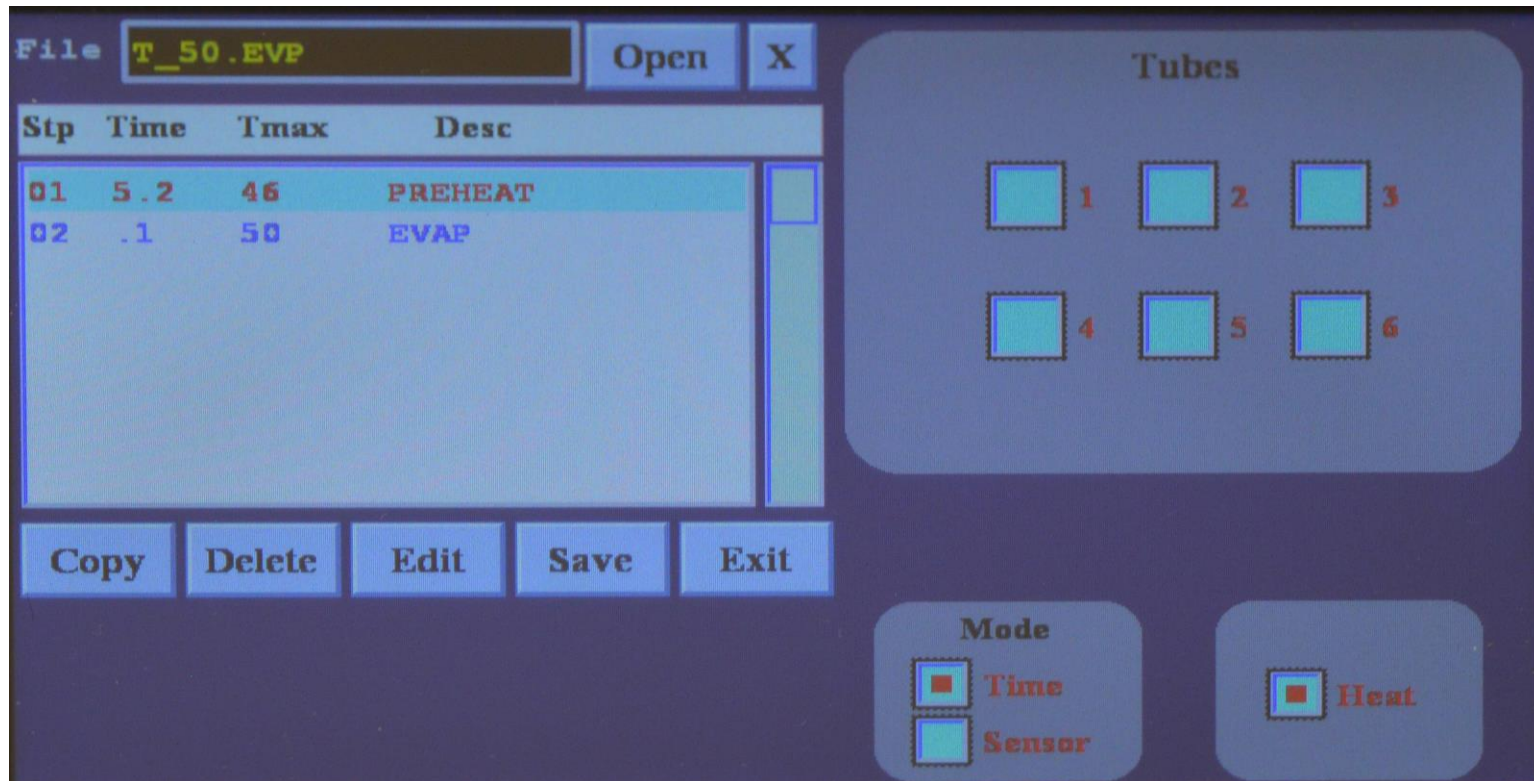 File T_50.EVP Open X
Stp Time Tmax Desc
01 5.2 46 PREHEAT
02 .1 50 EVAP
Copy Delete Edit Save Exit
Tubes
1 2 3
4 5 6
Mode
Time
Sensor
Heat